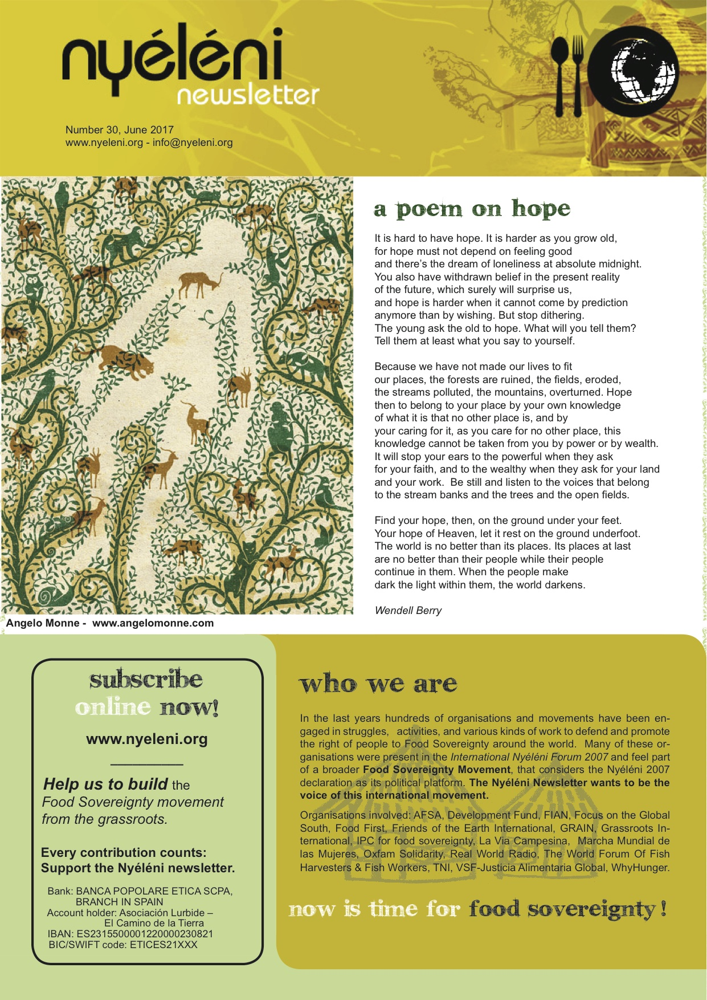 nyéléni
newsletter
Number 30, June 2017
www.nyeleni.org - info@nyeleni.org
a poem on hope
It is hard to have hope. It is harder as you grow old,
for hope must not depend on feeling good
and there’s the dream of loneliness at absolute midnight.
You also have withdrawn belief in the present reality
of the future, which surely will surprise us,
and hope is harder when it cannot come by prediction
anymore than by wishing. But stop dithering.
The young ask the old to hope. What will you tell them?
Tell them at least what you say to yourself.
Because we have not made our lives to fit
our places, the forests are ruined, the fields, eroded,
the streams polluted, the mountains, overturned. Hope
then to belong to your place by your own knowledge
of what it is that no other place is, and by
your caring for it, as you care for no other place, this
knowledge cannot be taken from you by power or by wealth.
It will stop your ears to the powerful when they ask
for your faith, and to the wealthy when they ask for your land
and your work.  Be still and listen to the voices that belong
to the stream banks and the trees and the open fields.
Find your hope, then, on the ground under your feet.
Your hope of Heaven, let it rest on the ground underfoot.
The world is no better than its places. Its places at last
are no better than their people while their people
continue in them. When the people make
dark the light within them, the world darkens.
Wendell Berry
Angelo Monne -  www.angelomonne.com
subscribe
online now!
www.nyeleni.org
Help us to build the
Food Sovereignty movement
from the grassroots.
Every contribution counts:
Support the Nyéléni newsletter.
Bank: BANCA POPOLARE ETICA SCPA,
BRANCH IN SPAIN
Account holder: Asociación Lurbide –
El Camino de la Tierra
IBAN: ES2315500001220000230821
BIC/SWIFT code: ETICES21XXX
who we are
In the last years hundreds of organisations and movements have been en-
gaged in struggles,  activities, and various kinds of work to defend and promote
the right of people to Food Sovereignty around the world.  Many of these or-
ganisations were present in the International Nyéléni Forum 2007 and feel part
of a broader Food Sovereignty Movement, that considers the Nyéléni 2007
declaration as its political platform. The Nyéléni Newsletter wants to be the
voice of this international movement.
Organisations involved: AFSA, Development Fund, FIAN, Focus on the Global
South, Food First, Friends of the Earth International, GRAIN, Grassroots In-
ternational, IPC for food sovereignty, La Via Campesina,  Marcha Mundial de
las Mujeres, Oxfam Solidarity, Real World Radio, The World Forum Of Fish
Harvesters & Fish Workers, TNI, VSF-Justicia Alimentaria Global, WhyHunger.
now is time for food sovereignty !